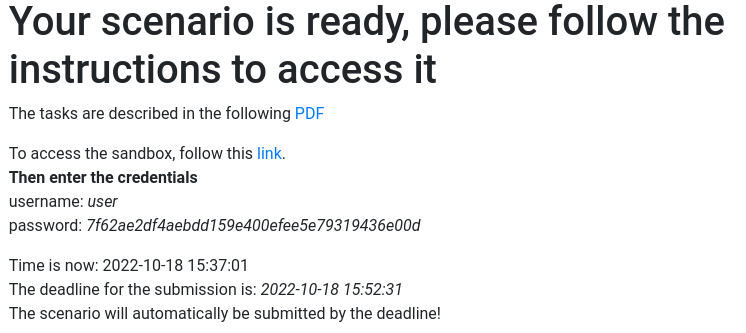 Your scenario is ready, please follow the
instructions to access it
The tasks are described in the following PDF
To access the sandbox, follow this link.
Then enter the credentials
username: user
password: 7f62ae2df4aebdd159e400efee5e79319436e00d
Time is now: 2022-10-18 15:37:01
The deadline for the submission is: 2022-10-18 15:52:31
The scenario will automatically be submitted by the deadline!